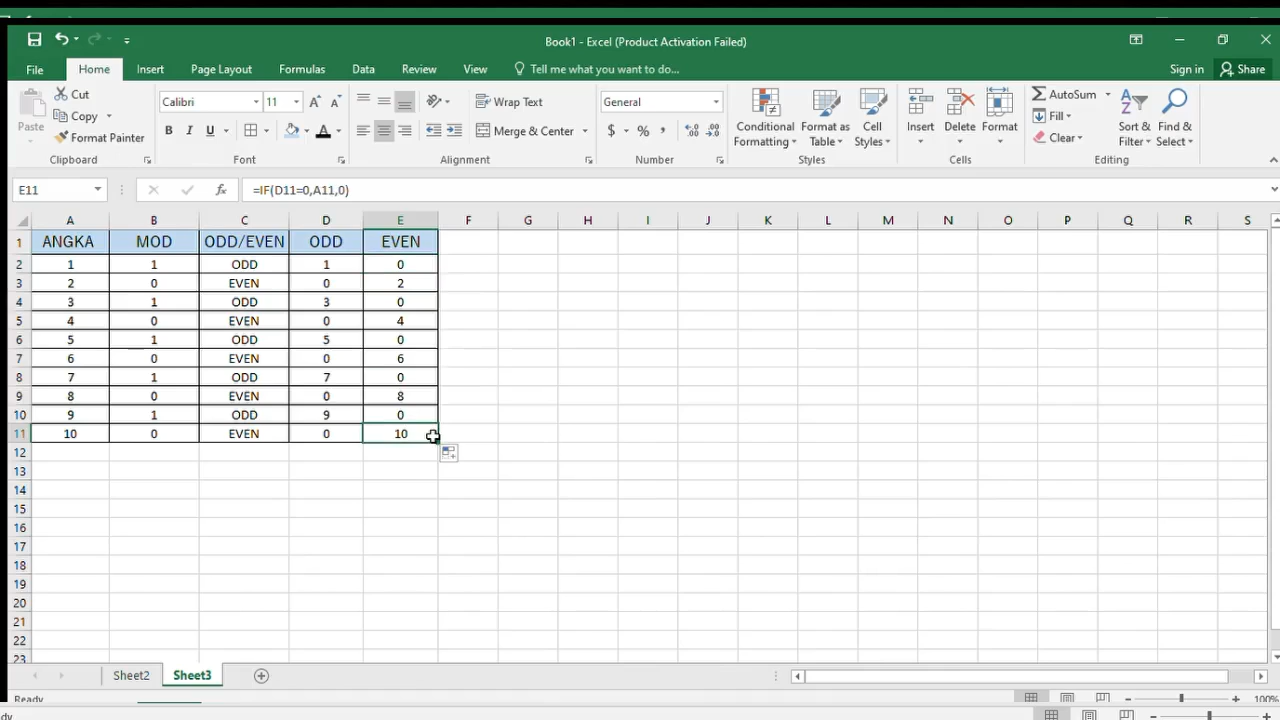 Book1 - Excel (Product Activation Failed)
File Home Insert Page Layout Formulas Data Review View Tell me what you want to do... Sign in Share
Paste Cut Copy Format Painter
Calibri 11
B I U A
Wrap Text
Merge & Center
General
$ % ,
Conditional Formatting
Format as Table
Cell Styles
Insert Delete Format
AutoSum
Fill
Clear
Sort & Filter
Find & Select
Clipboard Font Alignment Number Styles Cells Editing
E11 fx =IF(D11=0,A11,0)
A B C D E F G H I J K L M N O P Q R S
1 ANGKA MOD ODD/EVEN ODD EVEN
2 1 1 ODD 1 0
3 2 0 EVEN 0 2
4 3 1 ODD 3 0
5 4 0 EVEN 0 4
6 5 1 ODD 5 0
7 6 0 EVEN 0 6
8 7 1 ODD 7 0
9 8 0 EVEN 0 8
10 9 1 ODD 9 0
11 10 0 EVEN 0 10
12
13
14
15
16
17
18
19
20
21
22
23
Sheet2 Sheet3
Ready 100%